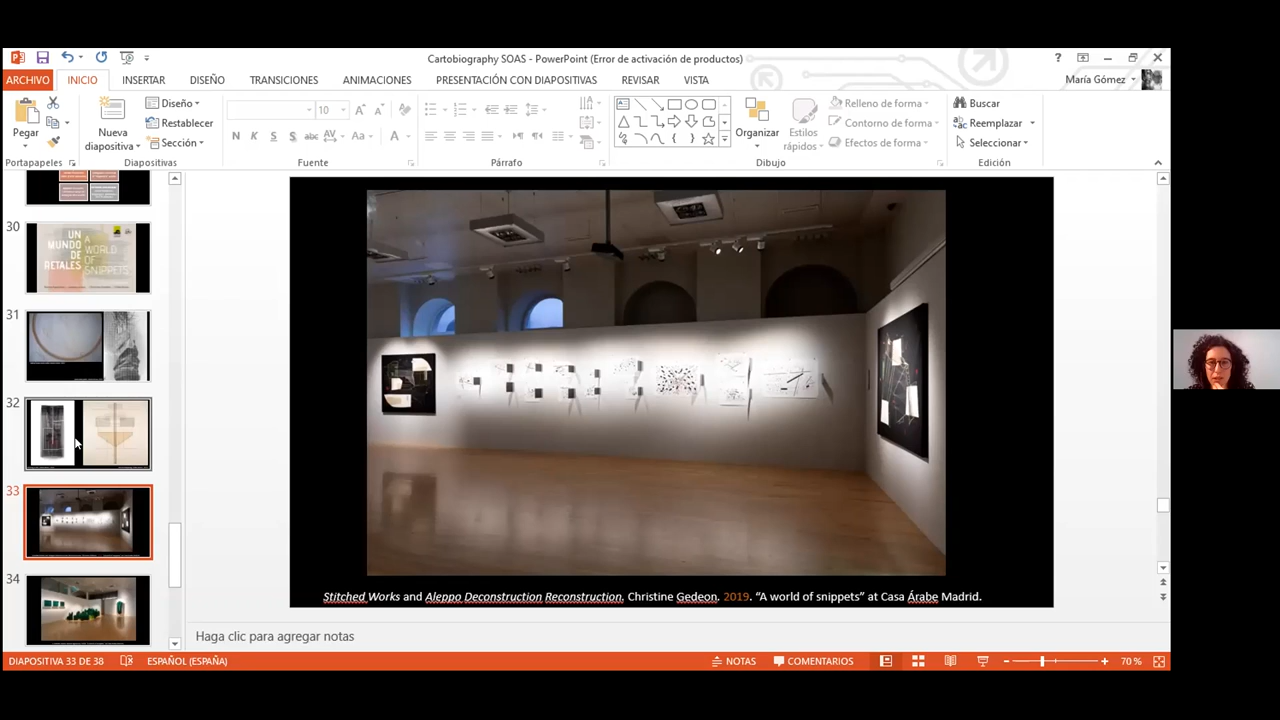 Cartobiography SOAS - PowerPoint (Error de activación de productos)
ARCHIVO INICIO INSERTAR DISEÑO TRANSICIONES ANIMACIONES PRESENTACIÓN CON DIAPOSITIVAS REVISAR VISTA
María Gómez
Pegar
Nueva diapositiva
Diseño
Restablecer
Sección
10
N K S S abc AV Aa A
Organizar
Estilos rápidos
Relleno de forma
Contorno de forma
Efectos de forma
Buscar
Reemplazar
Seleccionar
Portapapeles Diapositivas Fuente Párrafo Dibujo Edición
30
UN MUNDO DE RETALES
A WORLD OF SNIPPETS
31
32
33
34
Stitched Works and Aleppo Deconstruction Reconstruction. Christine Gedeon. 2019. “A world of snippets” at Casa Árabe Madrid.
Haga clic para agregar notas
DIAPOSITIVA 33 DE 38 ESPAÑOL (ESPAÑA) NOTAS COMENTARIOS 70 %